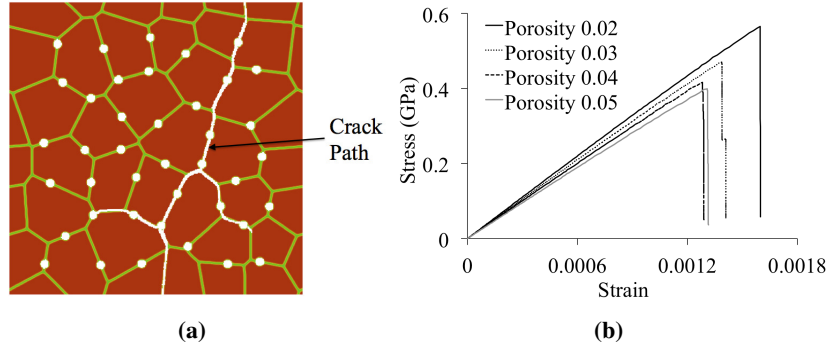 Crack
Path
(a)
Stress (GPa)
0.6
0.4
0.2
0
Porosity 0.02
Porosity 0.03
Porosity 0.04
Porosity 0.05
0 0.0006 0.0012 0.0018
Strain
(b)